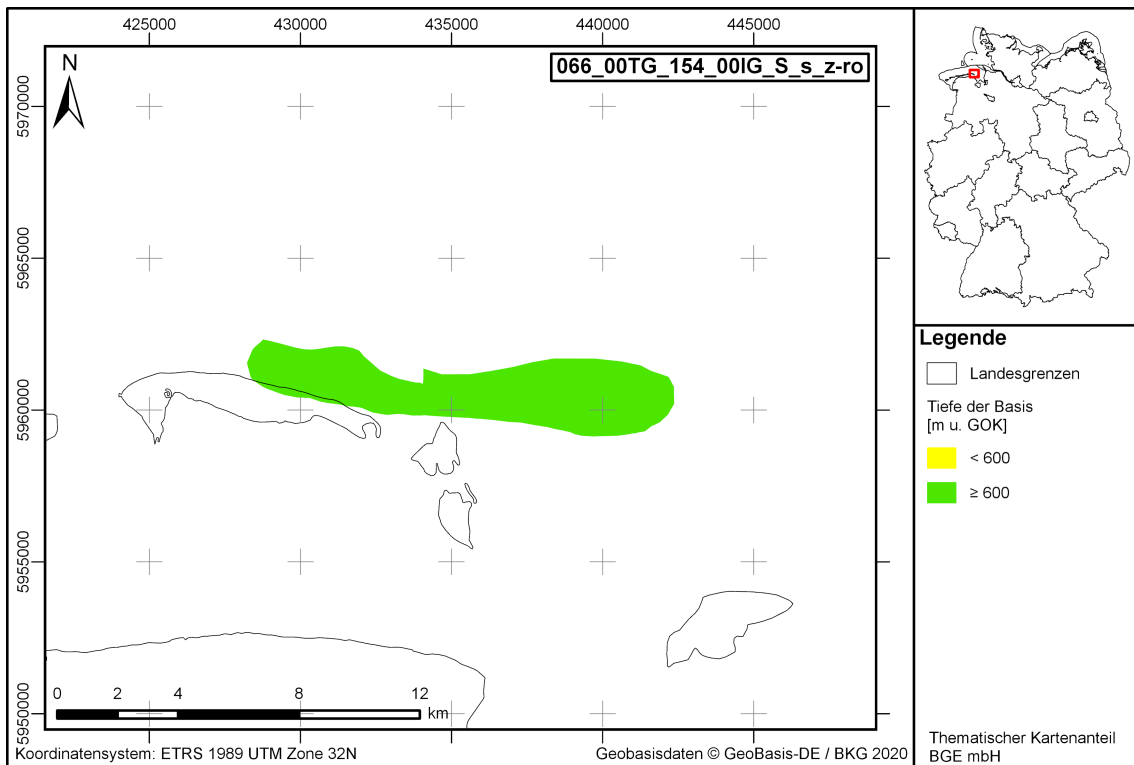 425000 430000 435000 440000 445000
N
066_00TG_154_00IG_S_s_z-ro
5970000
5965000
5960000
5955000
5950000
0 2 4 8 12
km
Koordinatensystem: ETRS 1989 UTM Zone 32N
Geobasisdaten © GeoBasis-DE / BKG 2020
Legende
Landesgrenzen
Tiefe der Basis
[m u. GOK]
< 600
≥ 600
Thematischer Kartenanteil
BGE mbH